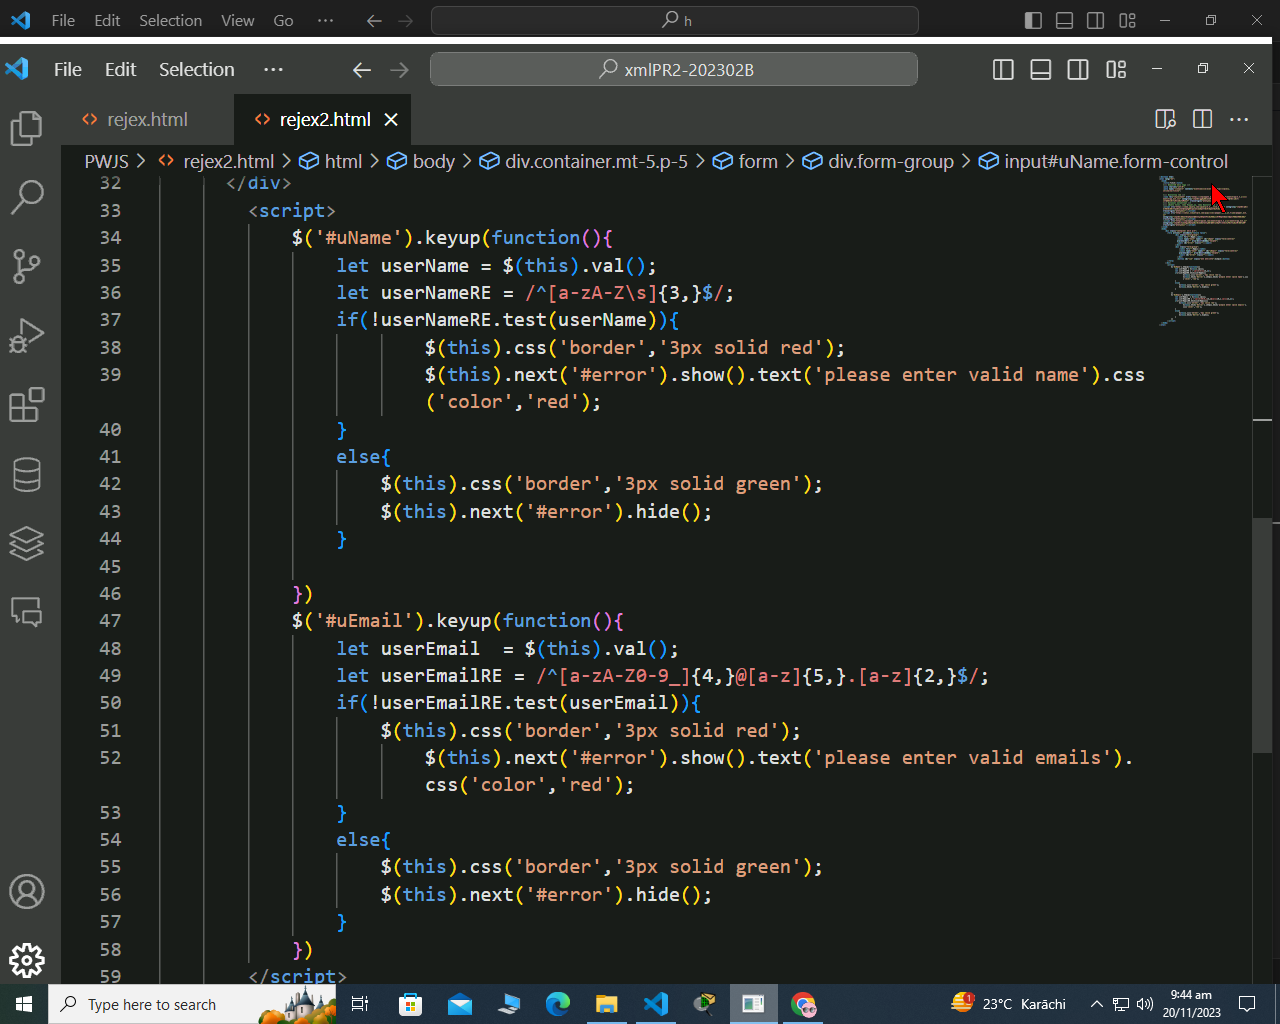 File Edit Selection View Go ··· h
File Edit Selection ··· xmlPR2-202302B
rejex.html rejex2.html
PWJS > rejex2.html > html > body > div.container.mt-5.p-5 > form > div.form-group > input#uName.form-control
32 </div>
33 <script>
34 $('#uName').keyup(function(){
35 let userName = $(this).val();
36 let userNameRE = /^[a-zA-Z\s]{3,}$/;
37 if(!userNameRE.test(userName)){
38 $(this).css('border','3px solid red');
39 $(this).next('#error').show().text('please enter valid name').css
('color','red');
40 }
41 else{
42 $(this).css('border','3px solid green');
43 $(this).next('#error').hide();
44 }
45
46 })
47 $('#uEmail').keyup(function(){
48 let userEmail  = $(this).val();
49 let userEmailRE = /^[a-zA-Z0-9_]{4,}@[a-z]{5,}.[a-z]{2,}$/;
50 if(!userEmailRE.test(userEmail)){
51 $(this).css('border','3px solid red');
52 $(this).next('#error').show().text('please enter valid emails').
css('color','red');
53 }
54 else{
55 $(this).css('border','3px solid green');
56 $(this).next('#error').hide();
57 }
58 })
59 </script>
Type here to search 1 23°C Karāchi 9:44 am
20/11/2023